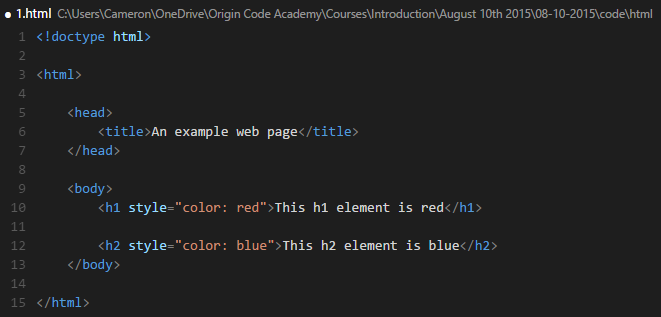 ● 1.html C:\Users\Cameron\OneDrive\Origin Code Academy\Courses\Introduction\August 10th 2015\08-10-2015\code\html
1 <!doctype html>
2
3 <html>
4
5     <head>
6         <title>An example web page</title>
7     </head>
8
9     <body>
10         <h1 style="color: red">This h1 element is red</h1>
11
12         <h2 style="color: blue">This h2 element is blue</h2>
13     </body>
14
15 </html>